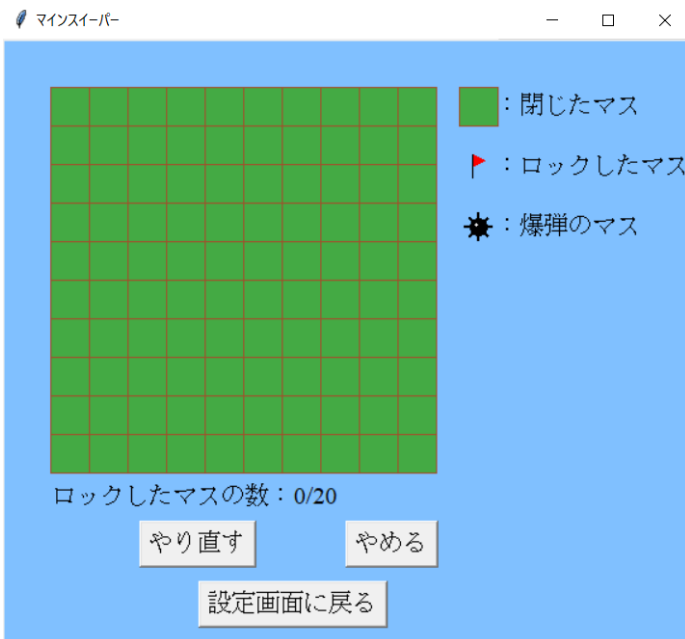 マインスイーパー
：閉じたマス
：ロックしたマス
：爆弾のマス
ロックしたマスの数：0/20
やり直す
やめる
設定画面に戻る